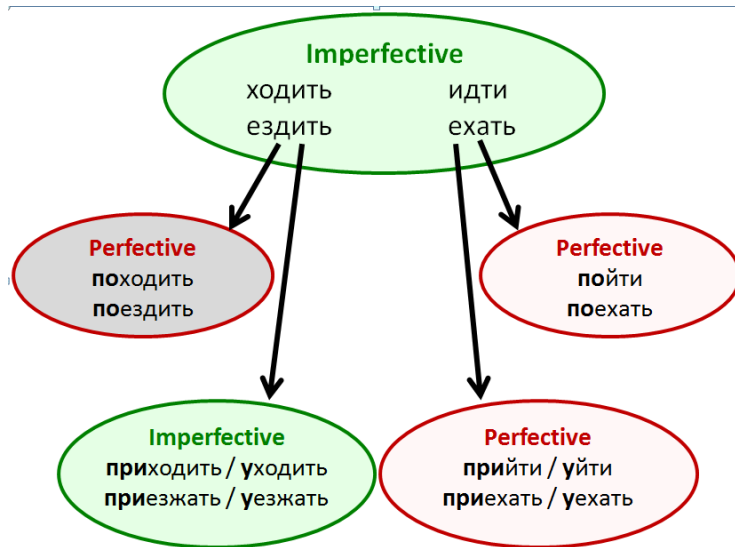 Imperfective
ходить идти
ездить ехать
Perfective
походить
поездить
Perfective
пойти
поехать
Imperfective
приходить / уходить
приезжать / уезжать
Perfective
прийти / уйти
приехать / уехать